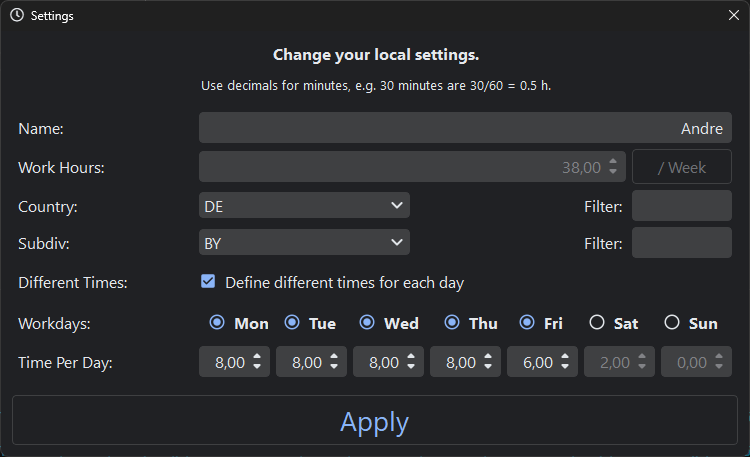 Settings
Change your local settings.
Use decimals for minutes, e.g. 30 minutes are 30/60 = 0.5 h.
Name: Andre
Work Hours: 38,00 / Week
Country: DE Filter:
Subdiv: BY Filter:
Different Times: Define different times for each day
Workdays: Mon Tue Wed Thu Fri Sat Sun
Time Per Day: 8,00 8,00 8,00 8,00 6,00 2,00 0,00
Apply